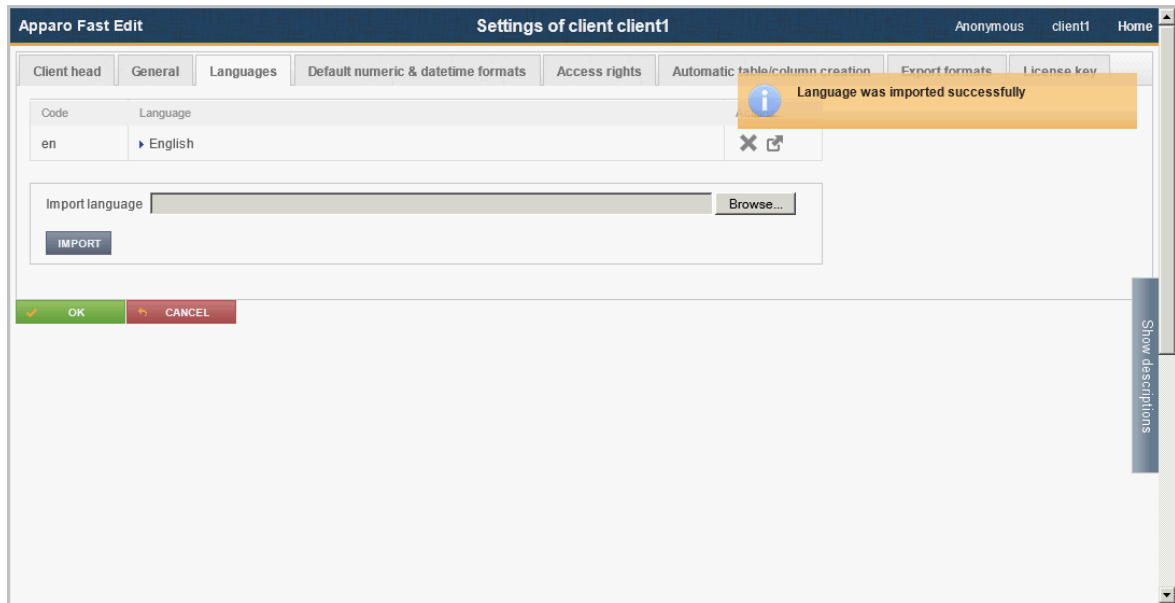 Apparo Fast Edit Settings of client client1 Anonymous client1 Home
Client head General Languages Default numeric & datetime formats Access rights Automatic table/column creation Export formats License key
Language was imported successfully
Code Language
en English
Import language Browse...
IMPORT
OK CANCEL
Show descriptions